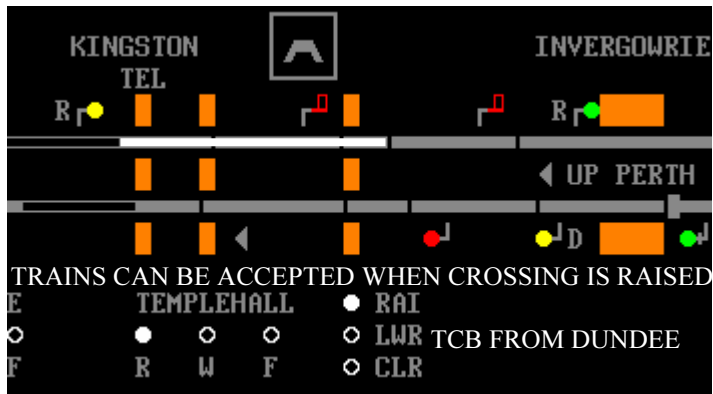 KINGSTON INVERGOWRIE
TEL
R R
UP PERTH
D
TRAINS CAN BE ACCEPTED WHEN CROSSING IS RAISED
E TEMPLEHALL RAI
LWR TCB FROM DUNDEE
F R W F CLR